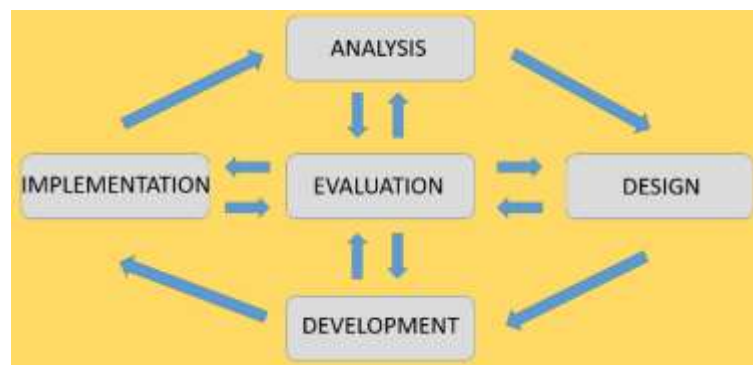 ANALYSIS
IMPLEMENTATION
EVALUATION
DESIGN
DEVELOPMENT